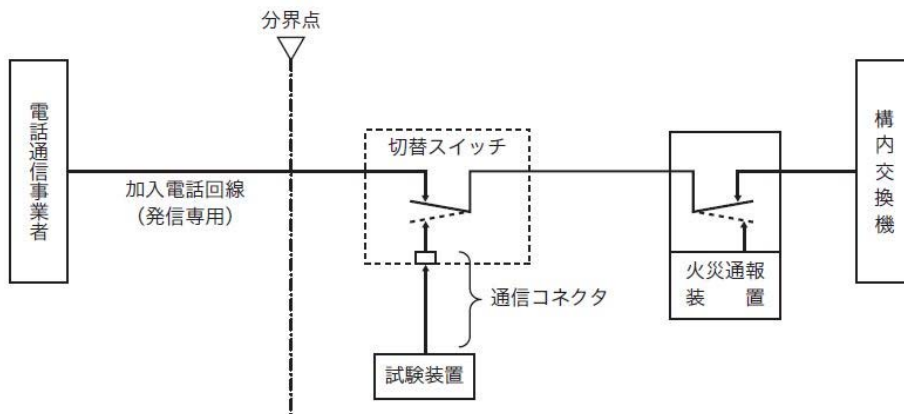 分界点
電話通信事業者
加入電話回線
（発信専用）
切替スイッチ
通信コネクタ
試験装置
火災通報
装　置
構内交換機